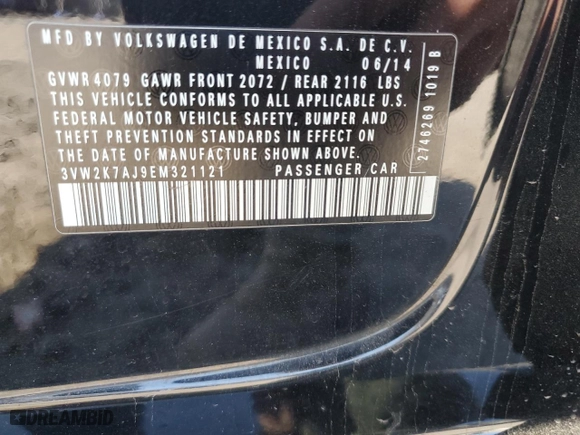 MFD BY VOLKSWAGEN DE MEXICO S.A. DE C.V.
MEXICO 06/14
GVWR 4079 GAWR FRONT 2072 / REAR 2116 LBS
THIS VEHICLE CONFORMS TO ALL APPLICABLE U.S.
FEDERAL MOTOR VEHICLE SAFETY, BUMPER AND
THEFT PREVENTION STANDARDS IN EFFECT ON
THE DATE OF MANUFACTURE SHOWN ABOVE.
3VW2K7AJ9EM321121 PASSENGER CAR
2746269 1019 B
DREAMBID